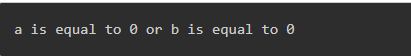 a is equal to 0 or b is equal to 0